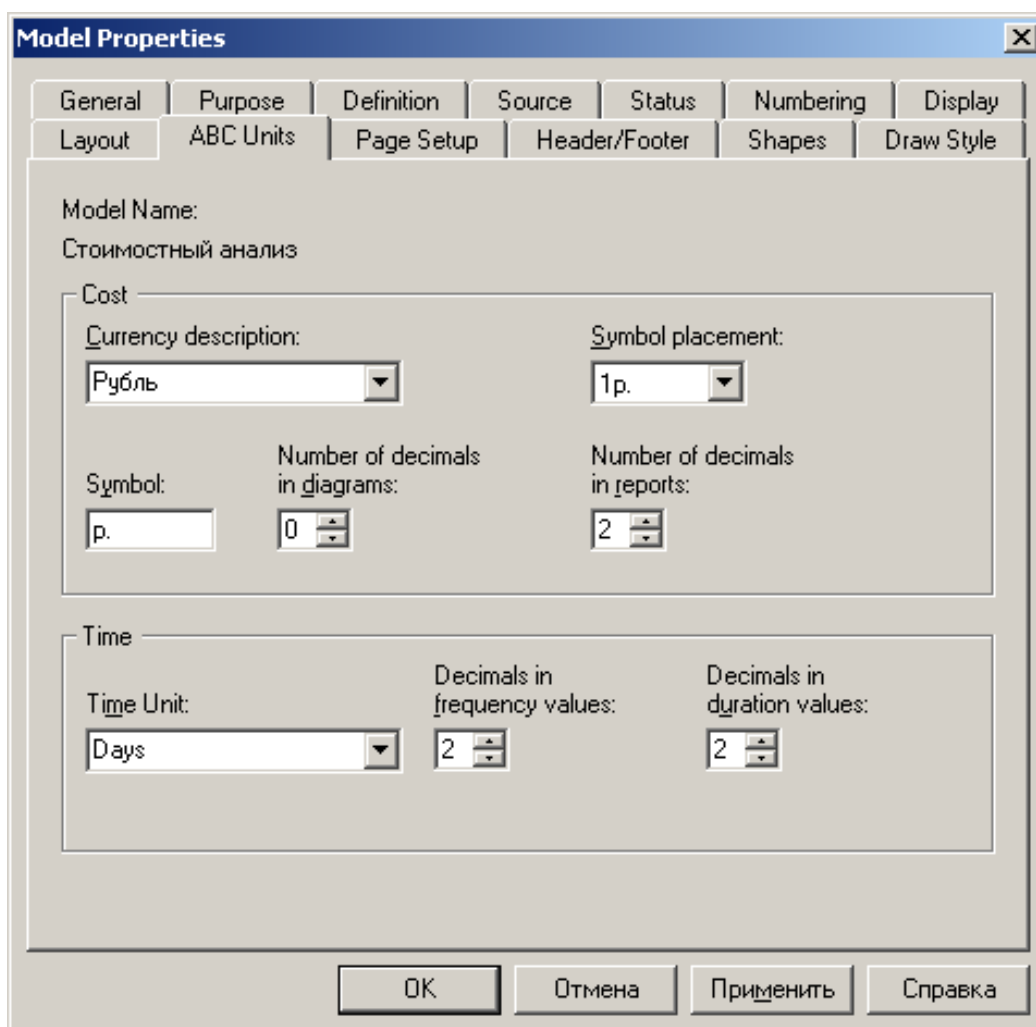 Model Properties
General Purpose Definition Source Status Numbering Display
Layout ABC Units Page Setup Header/Footer Shapes Draw Style
Model Name:
Стоимостный анализ
Cost
Currency description: Symbol placement:
Рубль 1р.
Number of decimals Number of decimals
Symbol: in diagrams: in reports:
р. 0 2
Time
Decimals in Decimals in
Time Unit: frequency values: duration values:
Days 2 2
OK Отмена Применить Справка